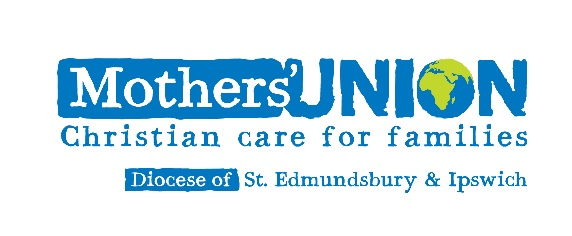 Mothers' UNION
Christian care for families
Diocese of St. Edmundsbury & Ipswich